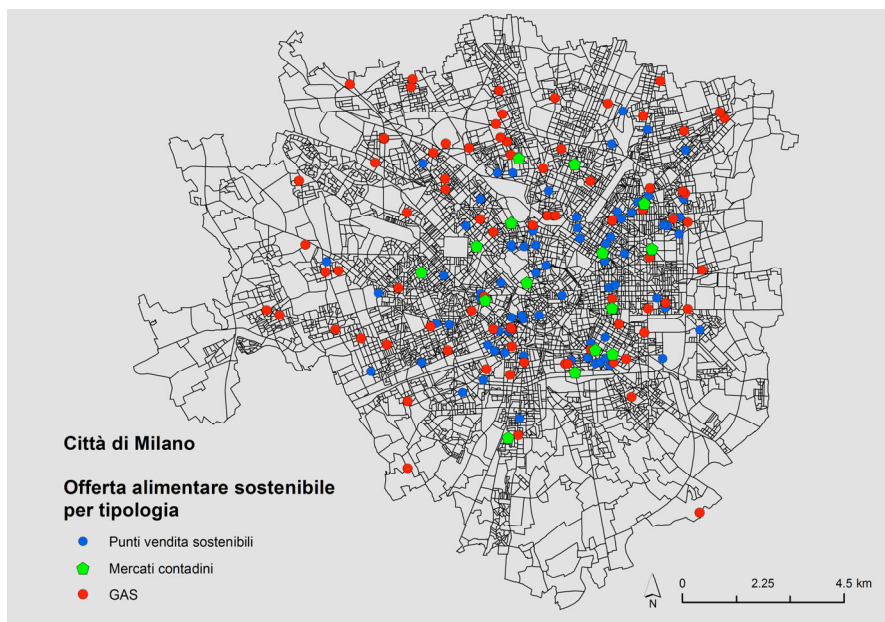 Città di Milano
Offerta alimentare sostenibile
per tipologia
Punti vendita sostenibili
Mercati contadini
GAS
N
0 2.25 4.5 km